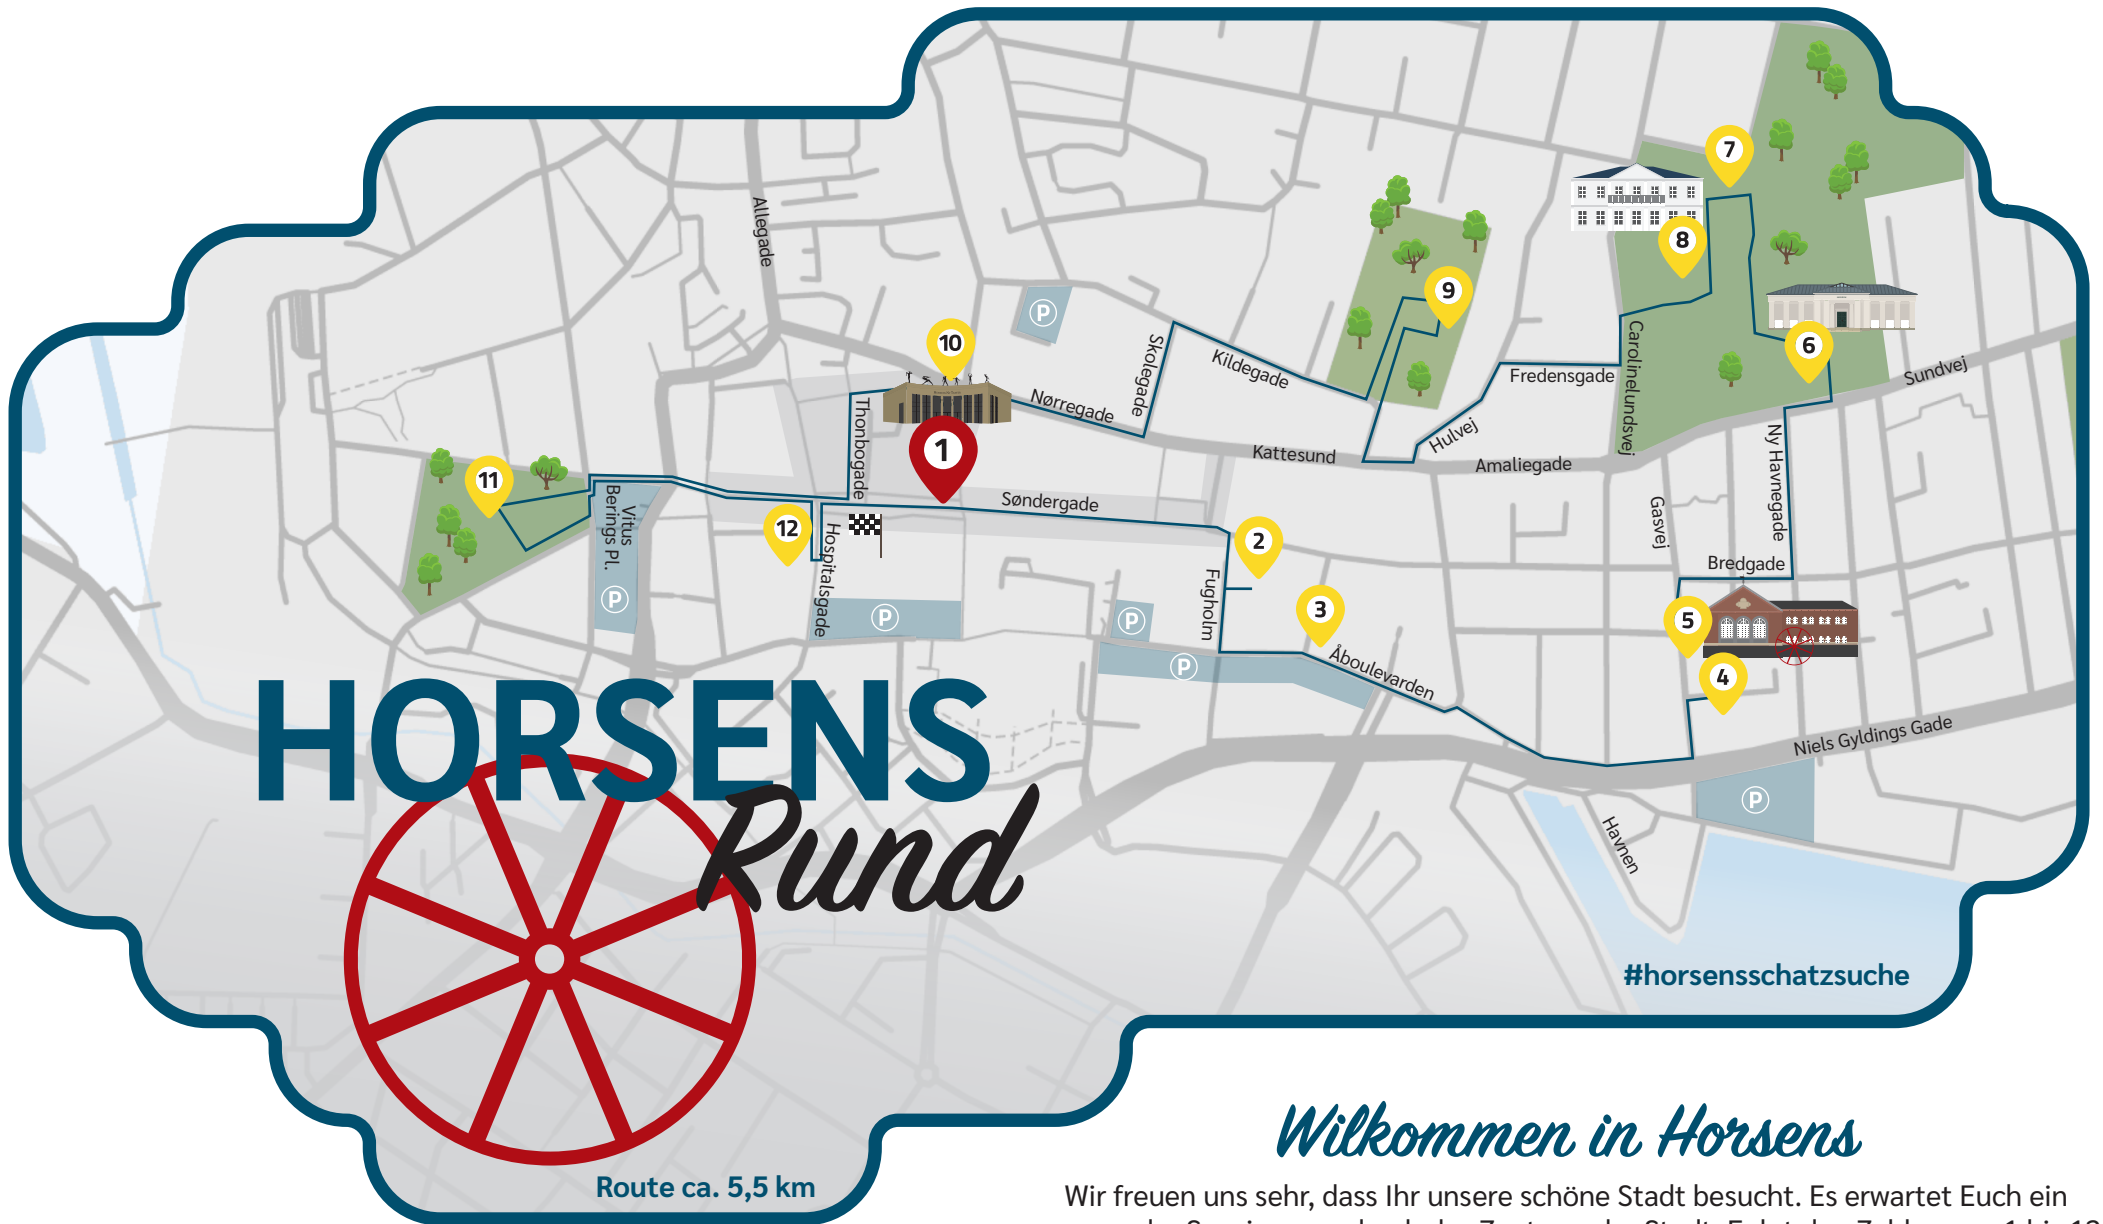 7
8
9
6
10
1
11
12
2
3
5
4
Allegade
Skolegade
Kildegade
Nørregade
Thonbogade
Kattesund
Hulvej
Fredensgade
Carolinelundsvej
Amaliegade
Sundvej
Ny Havnegade
Gasvej
Bredgade
Søndergade
Vitus
Berings Pl.
Hospitalsgade
Fugholm
Åboulevarden
Niels Gyldings Gade
Havnen
P
P
P
P
P
P
HORSENS
Rund
#horsensschatzsuche
Route ca. 5,5 km
Wilkommen in Horsens
Wir freuen uns sehr, dass Ihr unsere schöne Stadt besucht. Es erwartet Euch ein